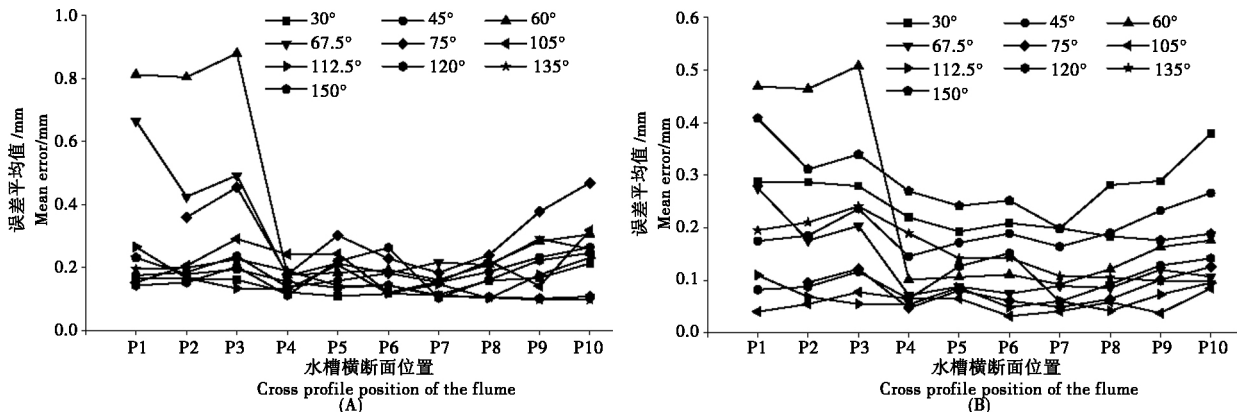 1.0
0.8
0.6
0.4
0.2
0.0
误差平均值/mm
Mean error/mm
30° 45° 60°
67.5° 75° 105°
112.5° 120° 135°
150°
P1 P2 P3 P4 P5 P6 P7 P8 P9 P10
水槽横断面位置
Cross profile position of the flume
(A)
0.6
0.5
0.4
0.3
0.2
0.1
0.0
误差平均值/mm
Mean error/mm
30° 45° 60°
67.5° 75° 105°
112.5° 120° 135°
150°
P1 P2 P3 P4 P5 P6 P7 P8 P9 P10
水槽横断面位置
Cross profile position of the flume
(B)